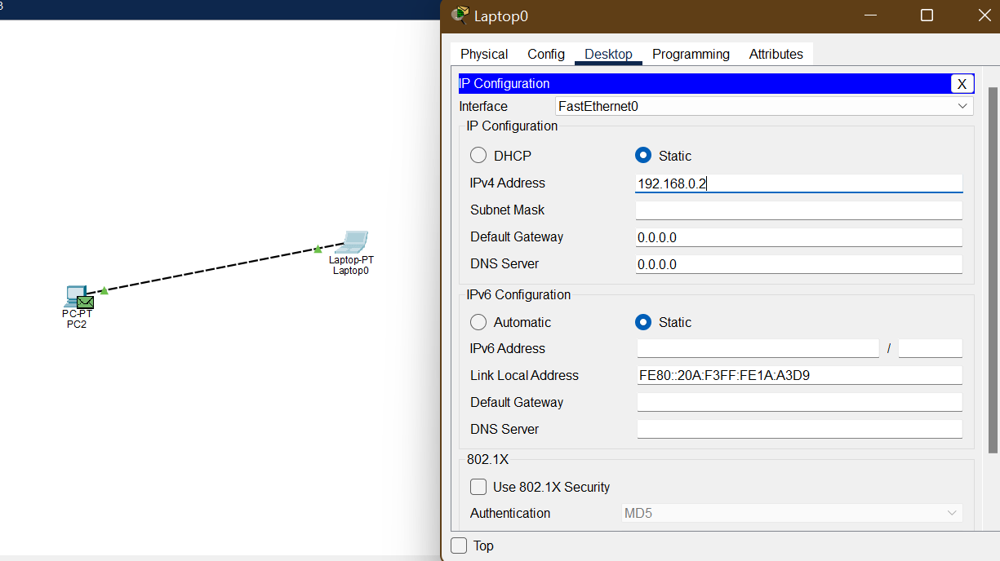 3
Laptop0
Physical Config Desktop Programming Attributes
IP Configuration X
Interface FastEthernet0
IP Configuration
DHCP Static
IPv4 Address 192.168.0.2
Subnet Mask
Default Gateway 0.0.0.0
DNS Server 0.0.0.0
IPv6 Configuration
Automatic Static
IPv6 Address /
Link Local Address FE80::20A:F3FF:FE1A:A3D9
Default Gateway
DNS Server
802.1X
Use 802.1X Security
Authentication MD5
Top
Laptop-PT
Laptop0
PC-PT
PC2